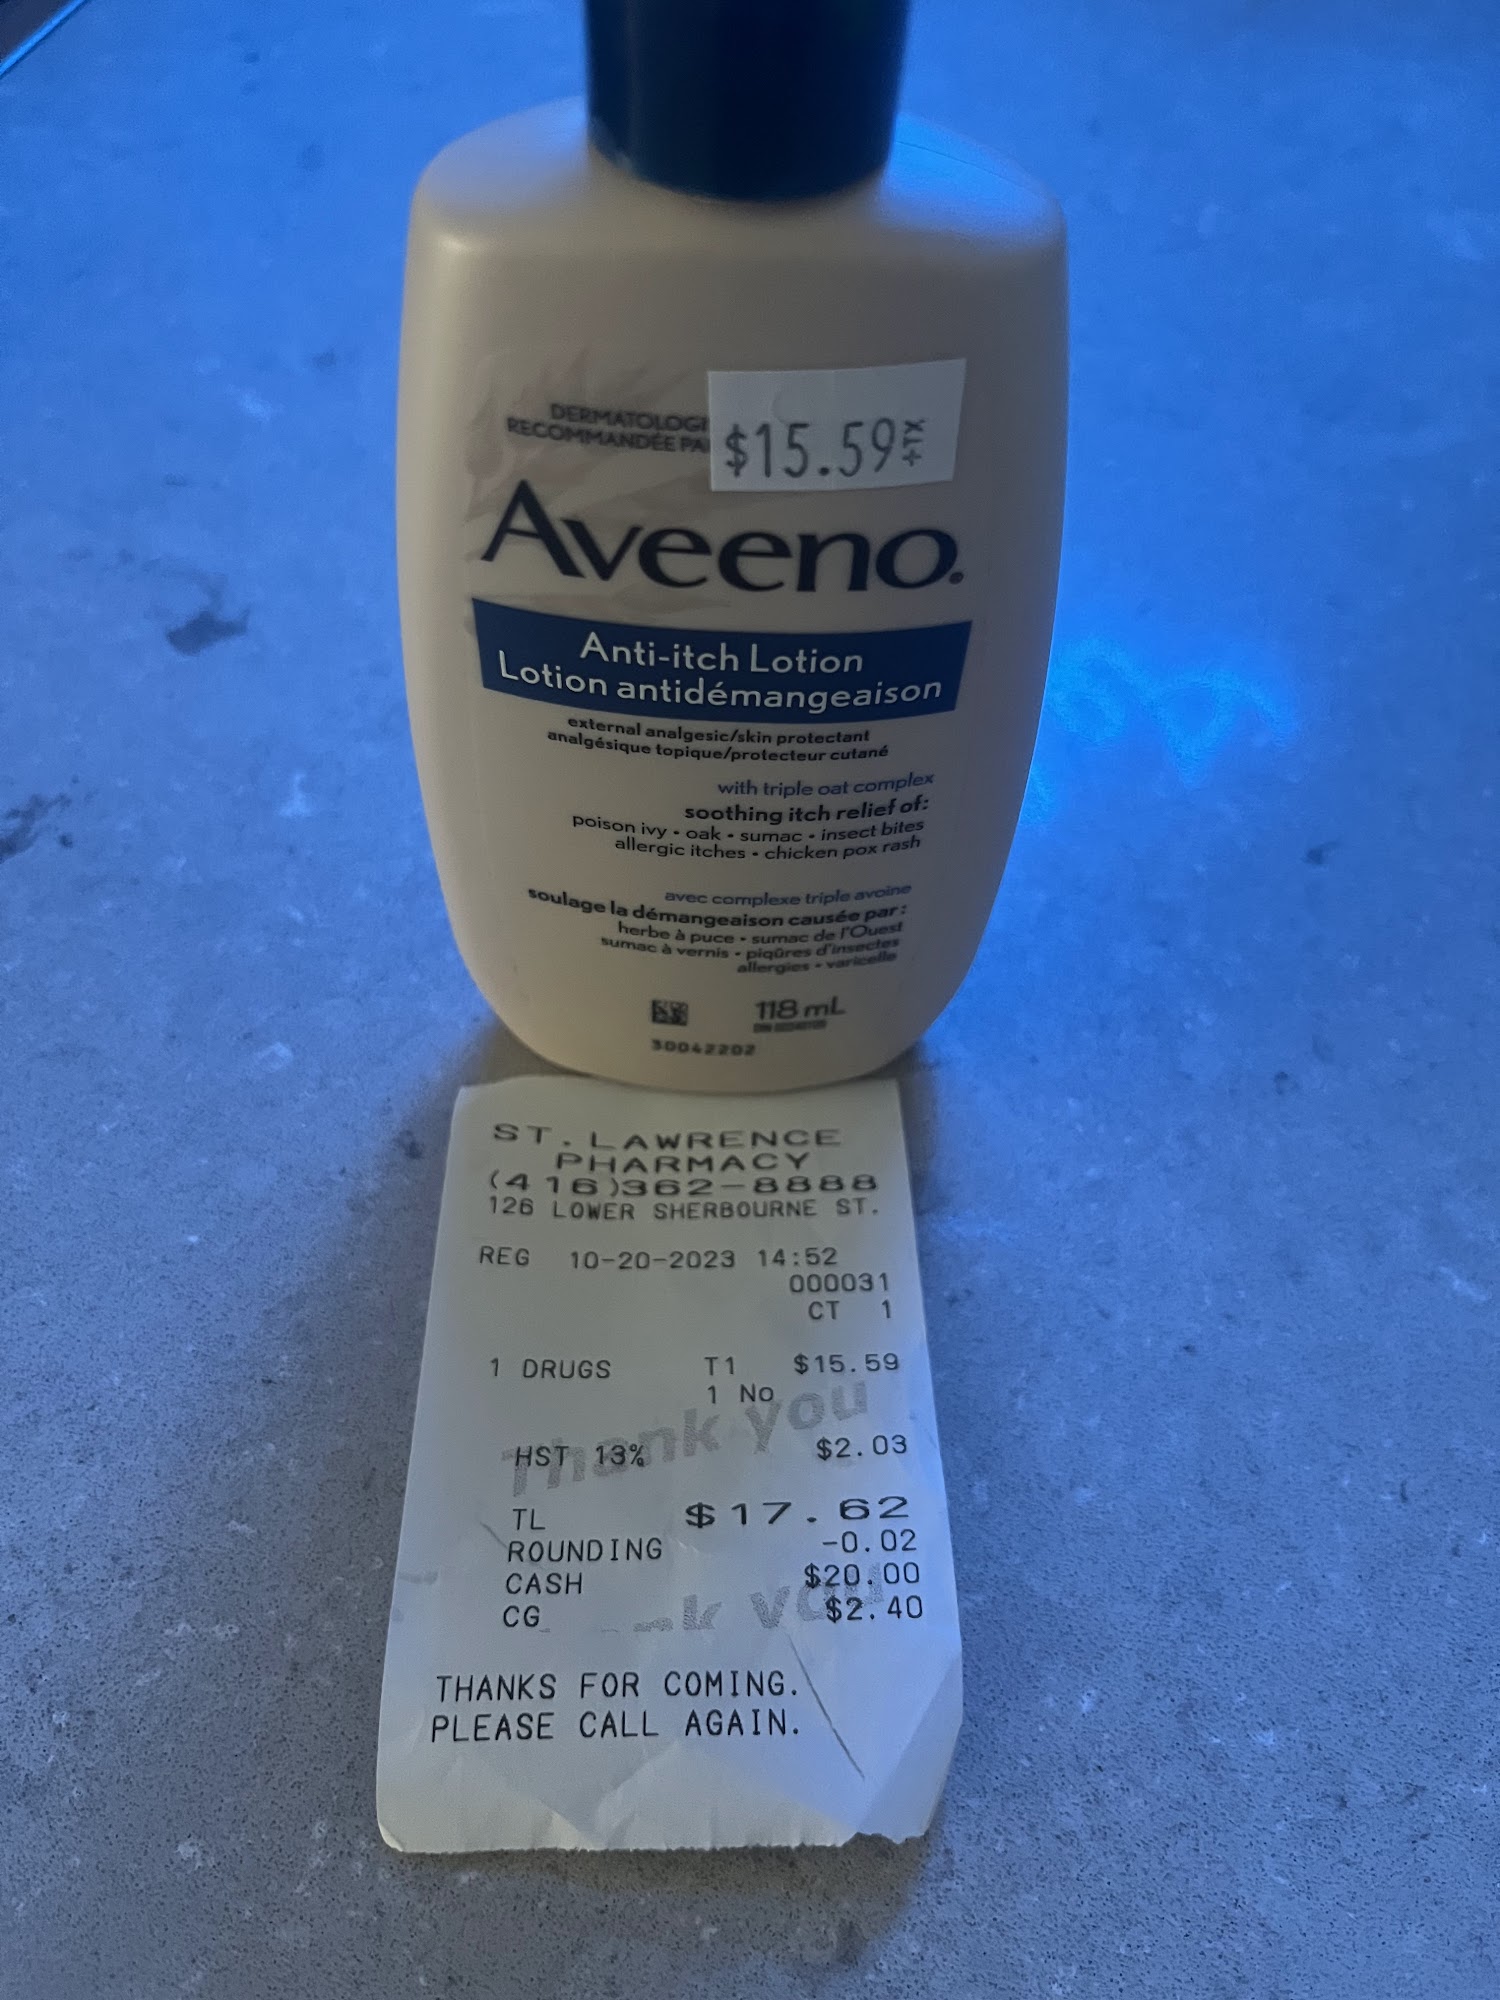 DERMATOLOGI
RECOMMANDÉE PA
$15.59+TX
Aveeno®
Anti-itch Lotion
Lotion antidémangeaison
external analgesic/skin protectant
analgésique topique/protecteur cutané
with triple oat complex
soothing itch relief of:
poison ivy • oak • sumac • insect bites
allergic itches • chicken pox rash
avec complexe triple avoine
soulage la démangeaison causée par :
herbe à puce • sumac de l'Ouest
sumac à vernis • piqûres d'insectes
allergies • varicelle
118 mL
30042202
ST. LAWRENCE
PHARMACY
(416)362-8888
126 LOWER SHERBOURNE ST.
REG 10-20-2023 14:52
000031
CT 1
1 DRUGS T1 $15.59
1 No
Thank you
HST 13% $2.03
TL $17.62
ROUNDING -0.02
CASH $20.00
CG $2.40
THANKS FOR COMING.
PLEASE CALL AGAIN.